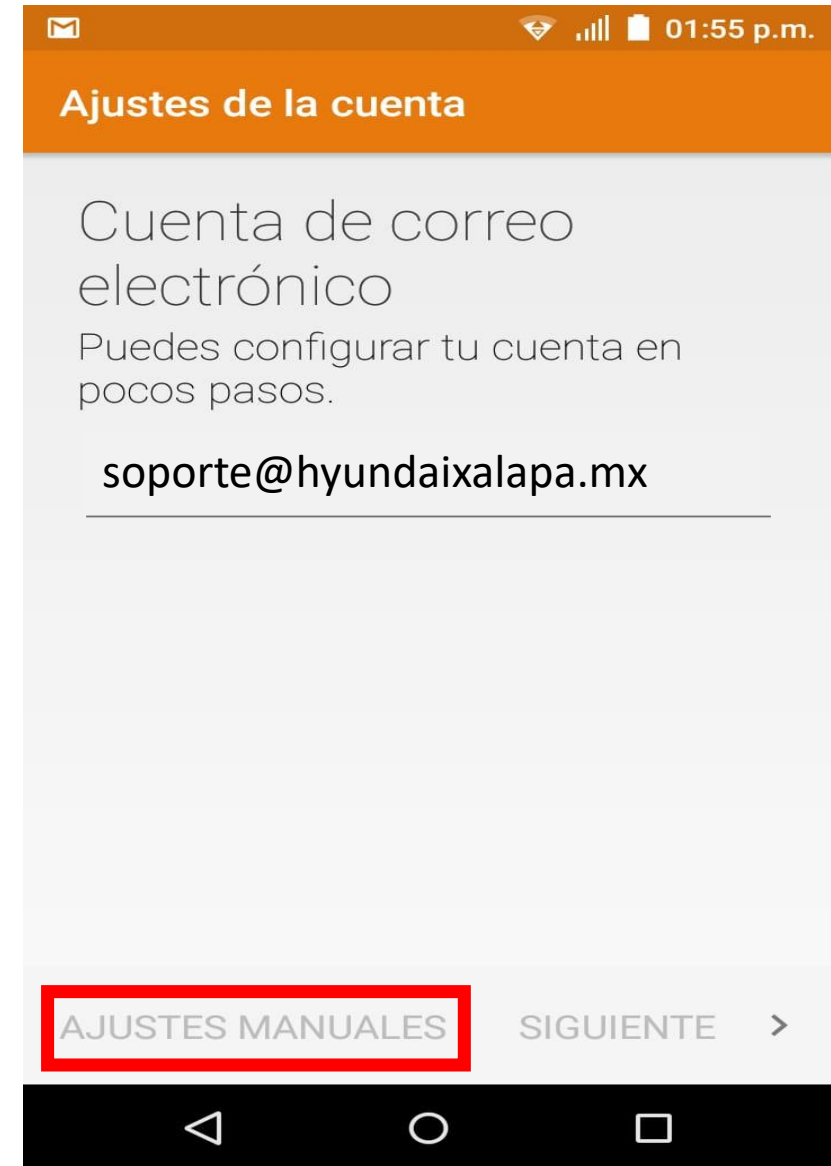 01:55 p.m.
Ajustes de la cuenta
Cuenta de correo
electrónico
Puedes configurar tu cuenta en
pocos pasos.
soporte@hyundaixalapa.mx
AJUSTES MANUALES SIGUIENTE >